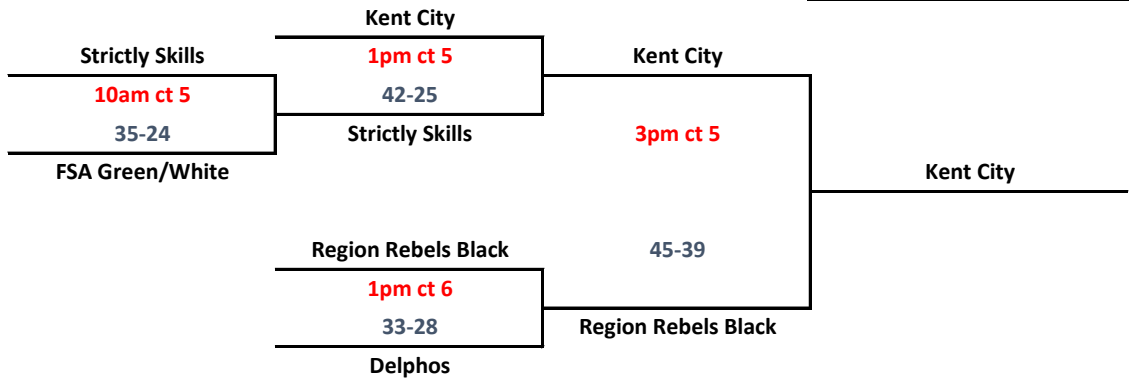 Kent City
Strictly Skills
1pm ct 5
Kent City
10am ct 5
42-25
35-24
Strictly Skills
3pm ct 5
FSA Green/White
Kent City
Region Rebels Black
45-39
1pm ct 6
33-28
Region Rebels Black
Delphos